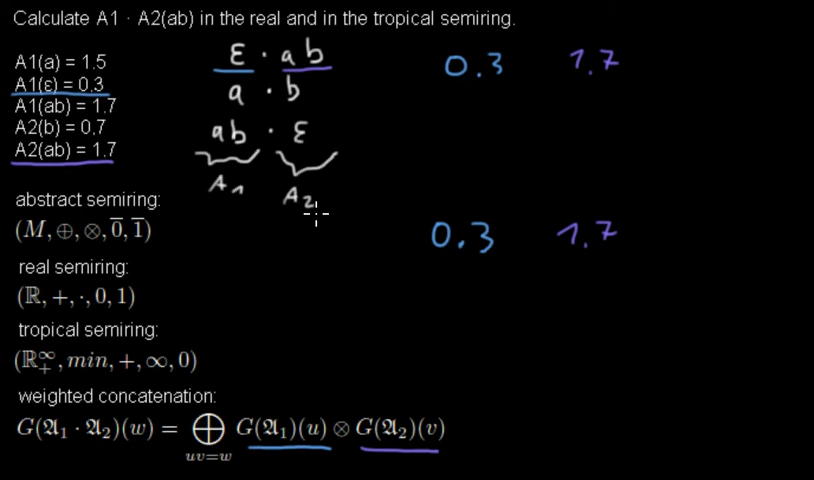 Calculate A1 · A2(ab) in the real and in the tropical semiring.
A1(a) = 1.5
A1(ε) = 0.3
A1(ab) = 1.7
A2(b) = 0.7
A2(ab) = 1.7
ε · ab
a · b
ab · ε
A1 A2
0.3 1.7
abstract semiring:
(M, ⊕, ⊗, 0̅, 1̅)
0.3 1.7
real semiring:
(ℝ, +, ·, 0, 1)
tropical semiring:
(ℝ₊^∞, min, +, ∞, 0)
weighted concatenation:
G(𝔄₁ · 𝔄₂)(w) = ⨁ G(𝔄₁)(u) ⊗ G(𝔄₂)(v)
uv=w